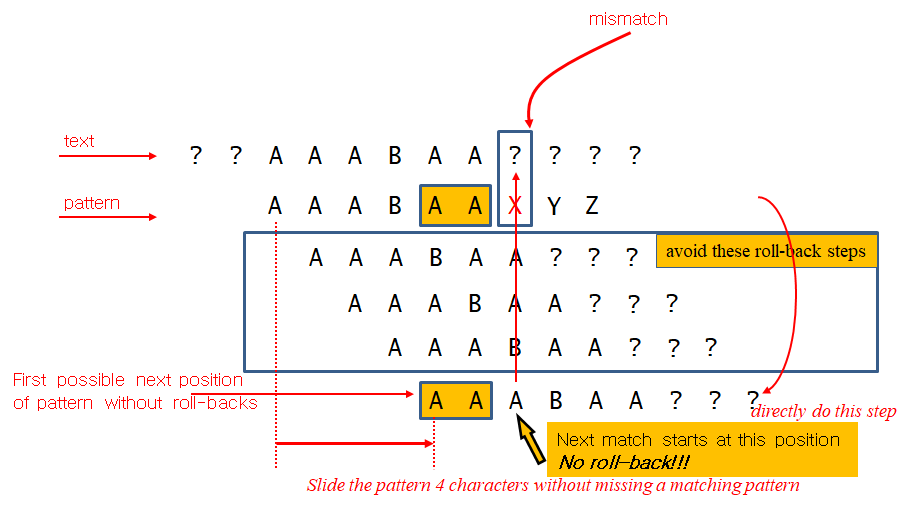 mismatch
text
? ? A A A B A A ? ? ? ?
pattern
A A A B A A X Y Z
A A A B A A ? ? ?
avoid these roll-back steps
A A A B A A ? ? ?
A A A B A A ? ? ?
First possible next position
of pattern without roll-backs
A A A B A A ? ? ?
directly do this step
Next match starts at this position
No roll-back!!!
Slide the pattern 4 characters without missing a matching pattern